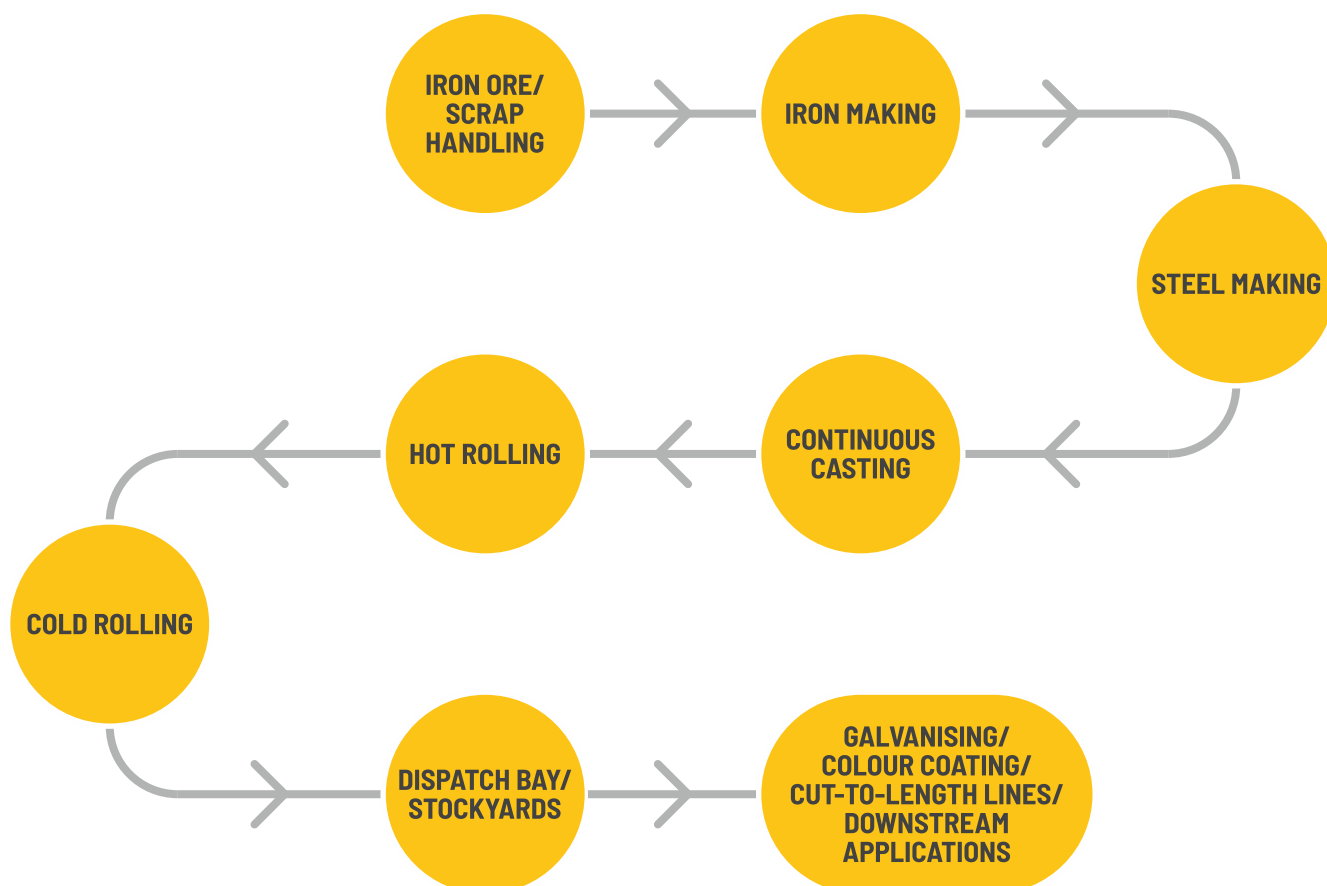 IRON ORE/
SCRAP
HANDLING
IRON MAKING
STEEL MAKING
CONTINUOUS
CASTING
HOT ROLLING
COLD ROLLING
DISPATCH BAY/
STOCKYARDS
GALVANISING/
COLOUR COATING/
CUT-TO-LENGTH LINES/
DOWNSTREAM
APPLICATIONS